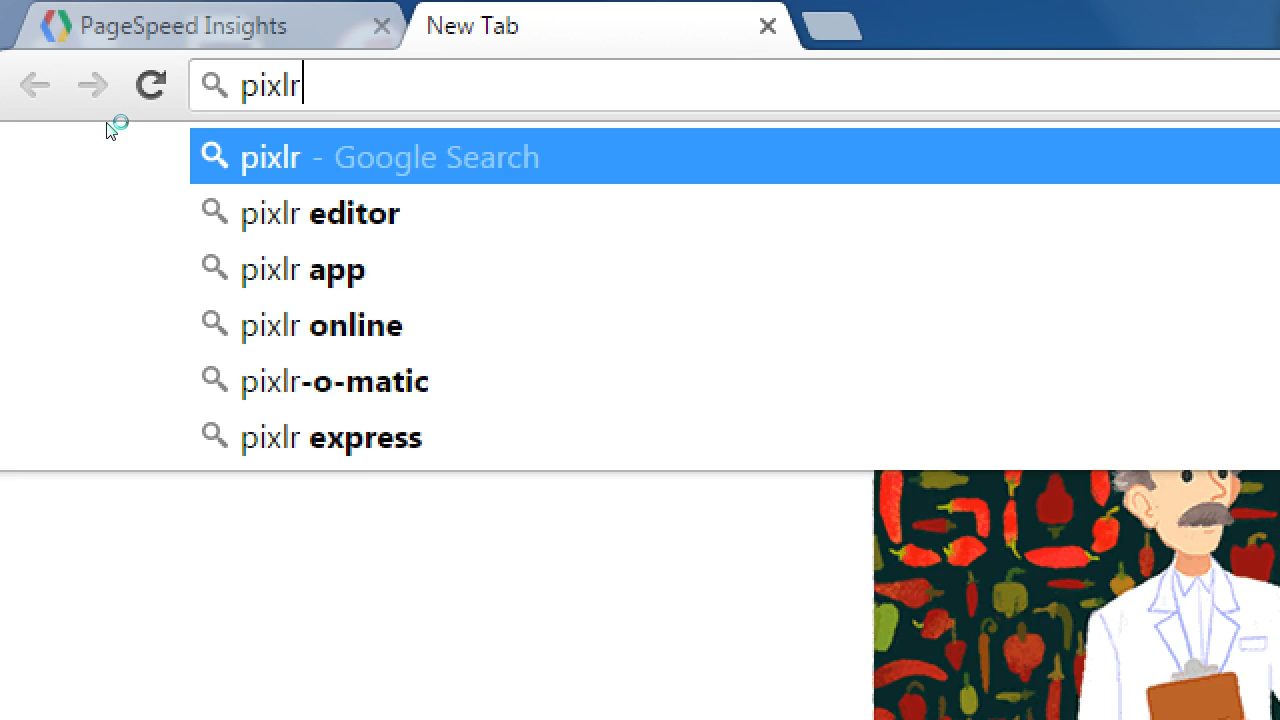 PageSpeed Insights
New Tab
pixlr
pixlr - Google Search
pixlr editor
pixlr app
pixlr online
pixlr-o-matic
pixlr express